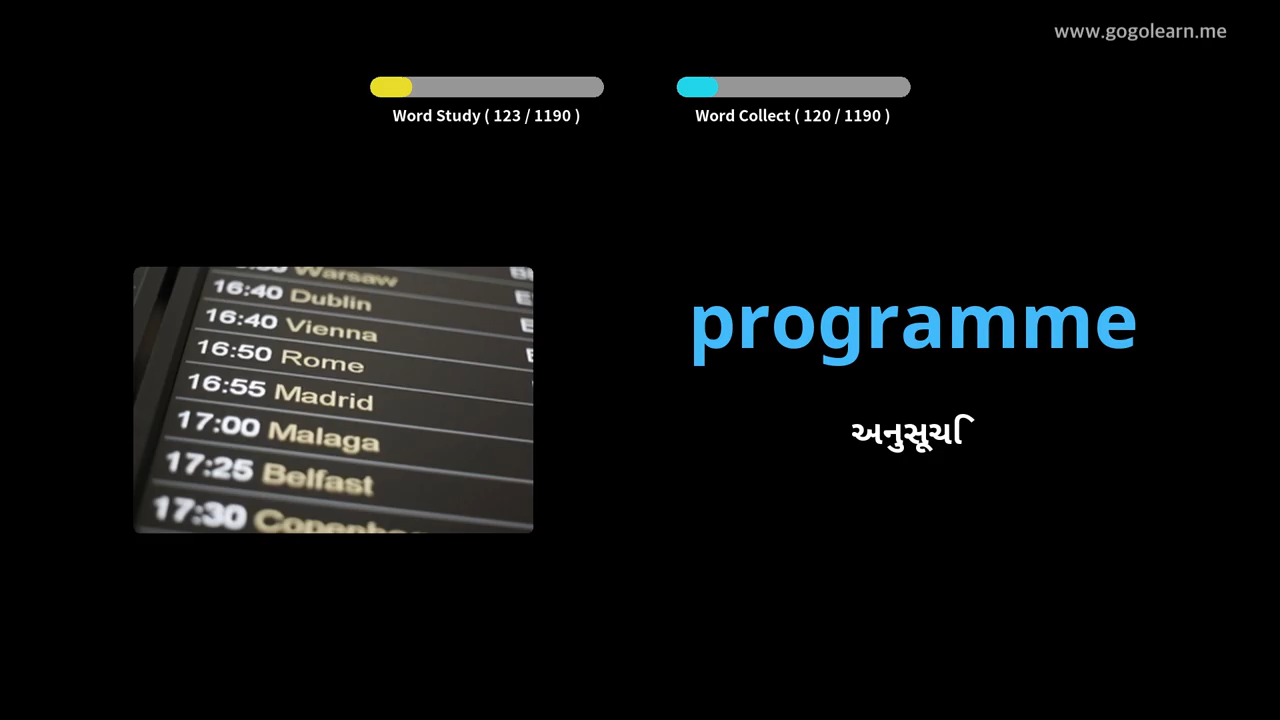 www.gogolearn.me
Word Study ( 123 / 1190 )
Word Collect ( 120 / 1190 )
Warsaw
16:40 Dublin
16:40 Vienna
16:50 Rome
16:55 Madrid
17:00 Malaga
17:25 Belfast
17:30
programme
અનુસૂચિ